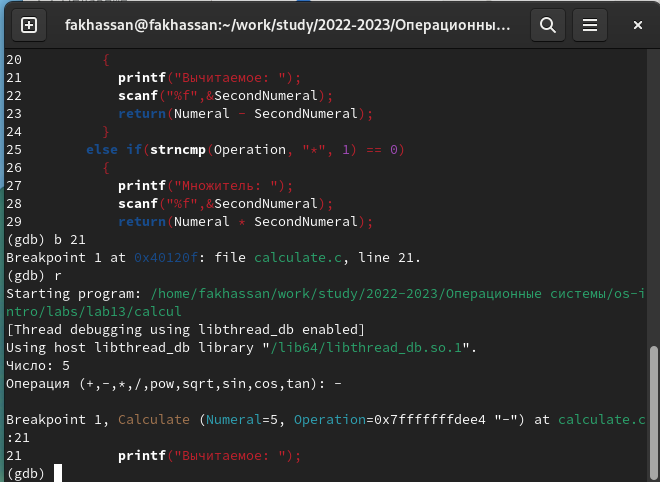 fakhassan@fakhassan:~/work/study/2022-2023/Операционны...
20 {
21 printf("Вычитаемое: ");
22 scanf("%f",&SecondNumeral);
23 return(Numeral - SecondNumeral);
24 }
25 else if(strncmp(Operation, "*", 1) == 0)
26 {
27 printf("Множитель: ");
28 scanf("%f",&SecondNumeral);
29 return(Numeral * SecondNumeral);
(gdb) b 21
Breakpoint 1 at 0x40120f: file calculate.c, line 21.
(gdb) r
Starting program: /home/fakhassan/work/study/2022-2023/Операционные системы/os-i
ntro/labs/lab13/calcul
[Thread debugging using libthread_db enabled]
Using host libthread_db library "/lib64/libthread_db.so.1".
Число: 5
Операция (+,-,*,/,pow,sqrt,sin,cos,tan): -
Breakpoint 1, Calculate (Numeral=5, Operation=0x7fffffffdee4 "-") at calculate.c
:21
21 printf("Вычитаемое: ");
(gdb)